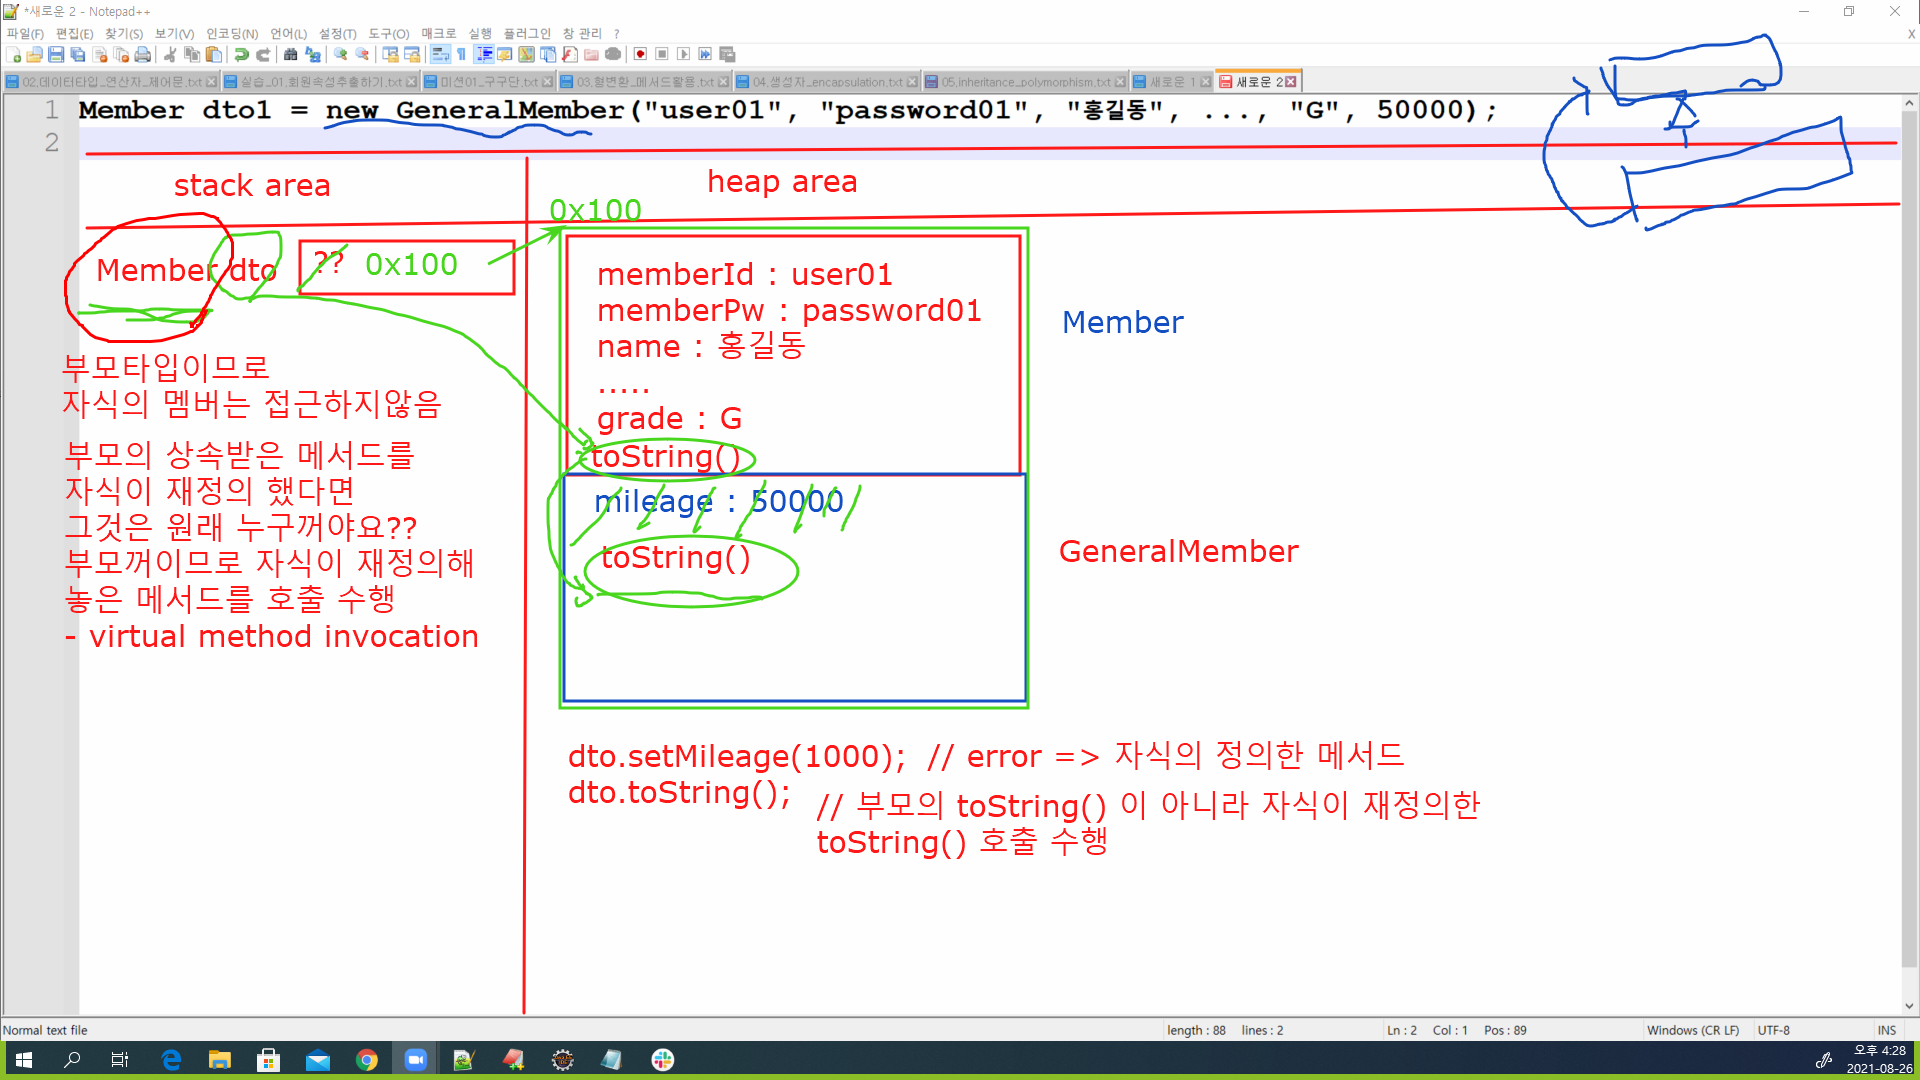 *새로운 2 - Notepad++
파일(F) 편집(E) 찾기(S) 보기(V) 인코딩(N) 언어(L) 설정(T) 도구(O) 매크로 실행 플러그인 창 관리 ?
X
02.데이터타입_연산자_제어문.txt 실습_01.회원속성추출하기.txt 미션01_구구단.txt 03.형변환_메서드활용.txt 04.생성자_encapsulation.txt 05.inheritance_polymorphism.txt 새로운 1 새로운 2
1 Member dto1 = new GeneralMember("user01", "password01", "홍길동", ..., "G", 50000);
2
stack area
heap area
0x100
Member dto ?? 0x100
memberId : user01
memberPw : password01
name : 홍길동
.....
grade : G
toString()
Member
mileage : 50000
toString()
GeneralMember
부모타입이므로
자식의 멤버는 접근하지않음
부모의 상속받은 메서드를
자식이 재정의 했다면
그것은 원래 누구꺼야요??
부모꺼이므로 자식이 재정의해
놓은 메서드를 호출 수행
- virtual method invocation
dto.setMileage(1000); // error => 자식의 정의한 메서드
dto.toString(); // 부모의 toString() 이 아니라 자식이 재정의한
toString() 호출 수행
Normal text file length : 88 lines : 2 Ln : 2 Col : 1 Pos : 89 Windows (CR LF) UTF-8 INS
오후 4:28
2021-08-26